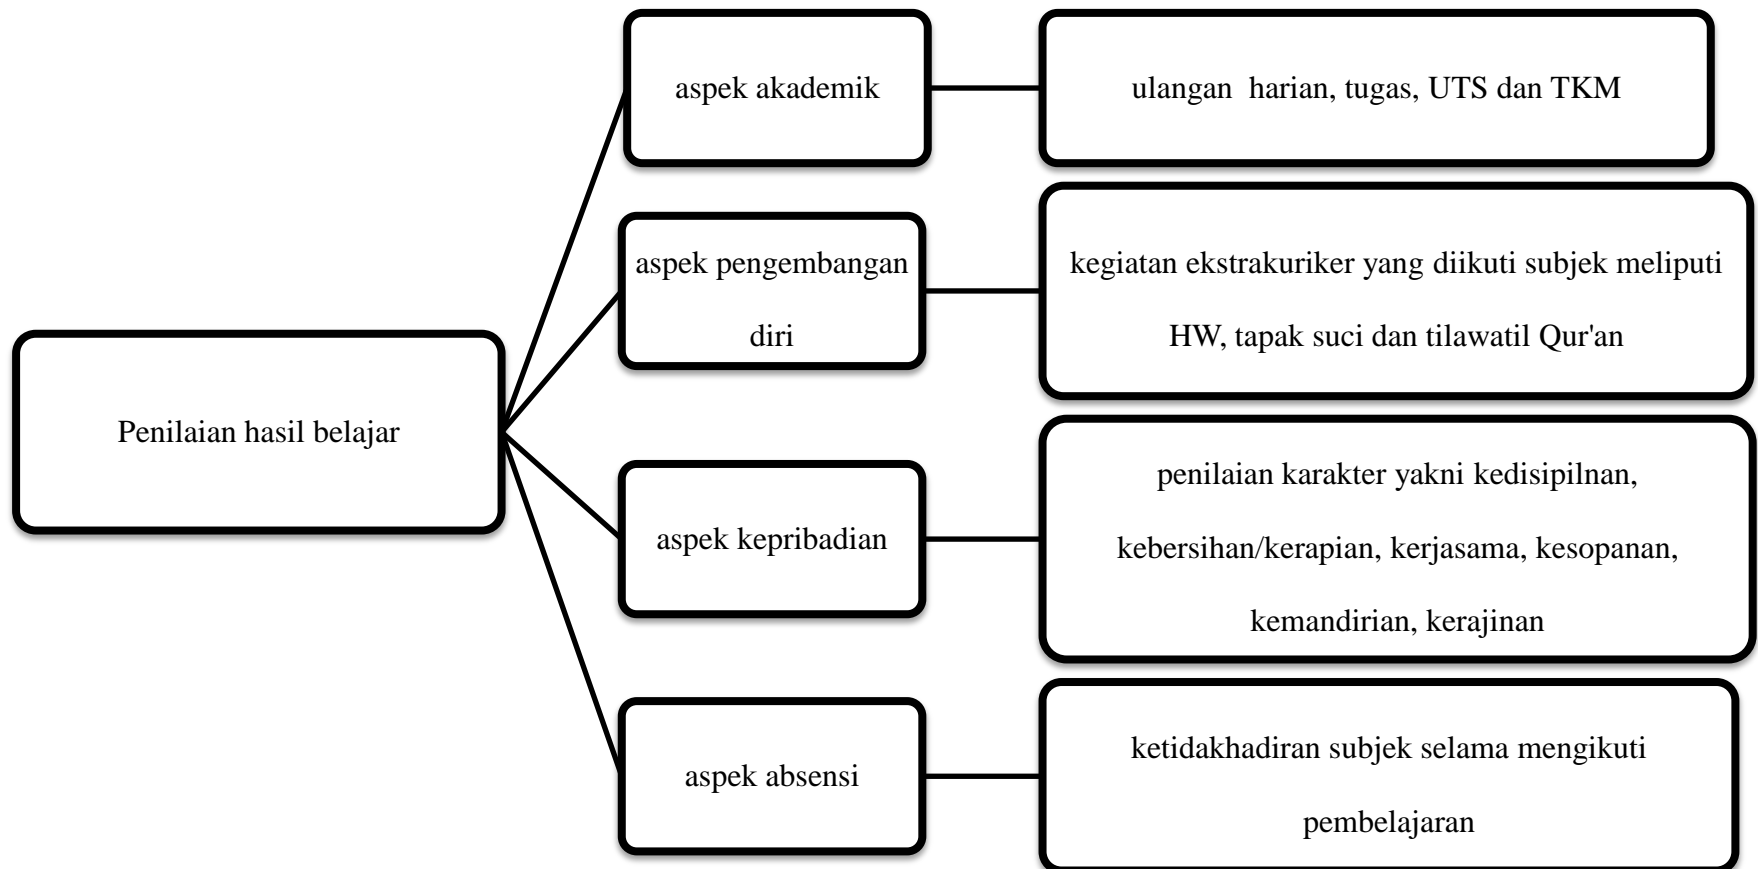 Penilaian hasil belajar
aspek akademik
ulangan  harian, tugas, UTS dan TKM
aspek pengembangan
diri
kegiatan ekstrakuriker yang diikuti subjek meliputi
HW, tapak suci dan tilawatil Qur'an
aspek kepribadian
penilaian karakter yakni kedisipilnan,
kebersihan/kerapian, kerjasama, kesopanan,
kemandirian, kerajinan
aspek absensi
ketidakhadiran subjek selama mengikuti
pembelajaran